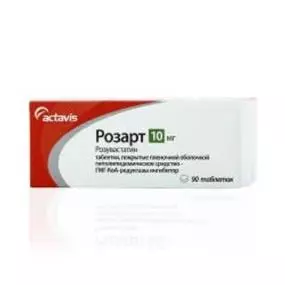 actavis
Розарт 10 мг
Розувастатин
таблетки, покрытые пленочной оболочкой
гиполипидемическое средство -
ГМГ-КоА-редуктазы ингибитор
90 таблеток